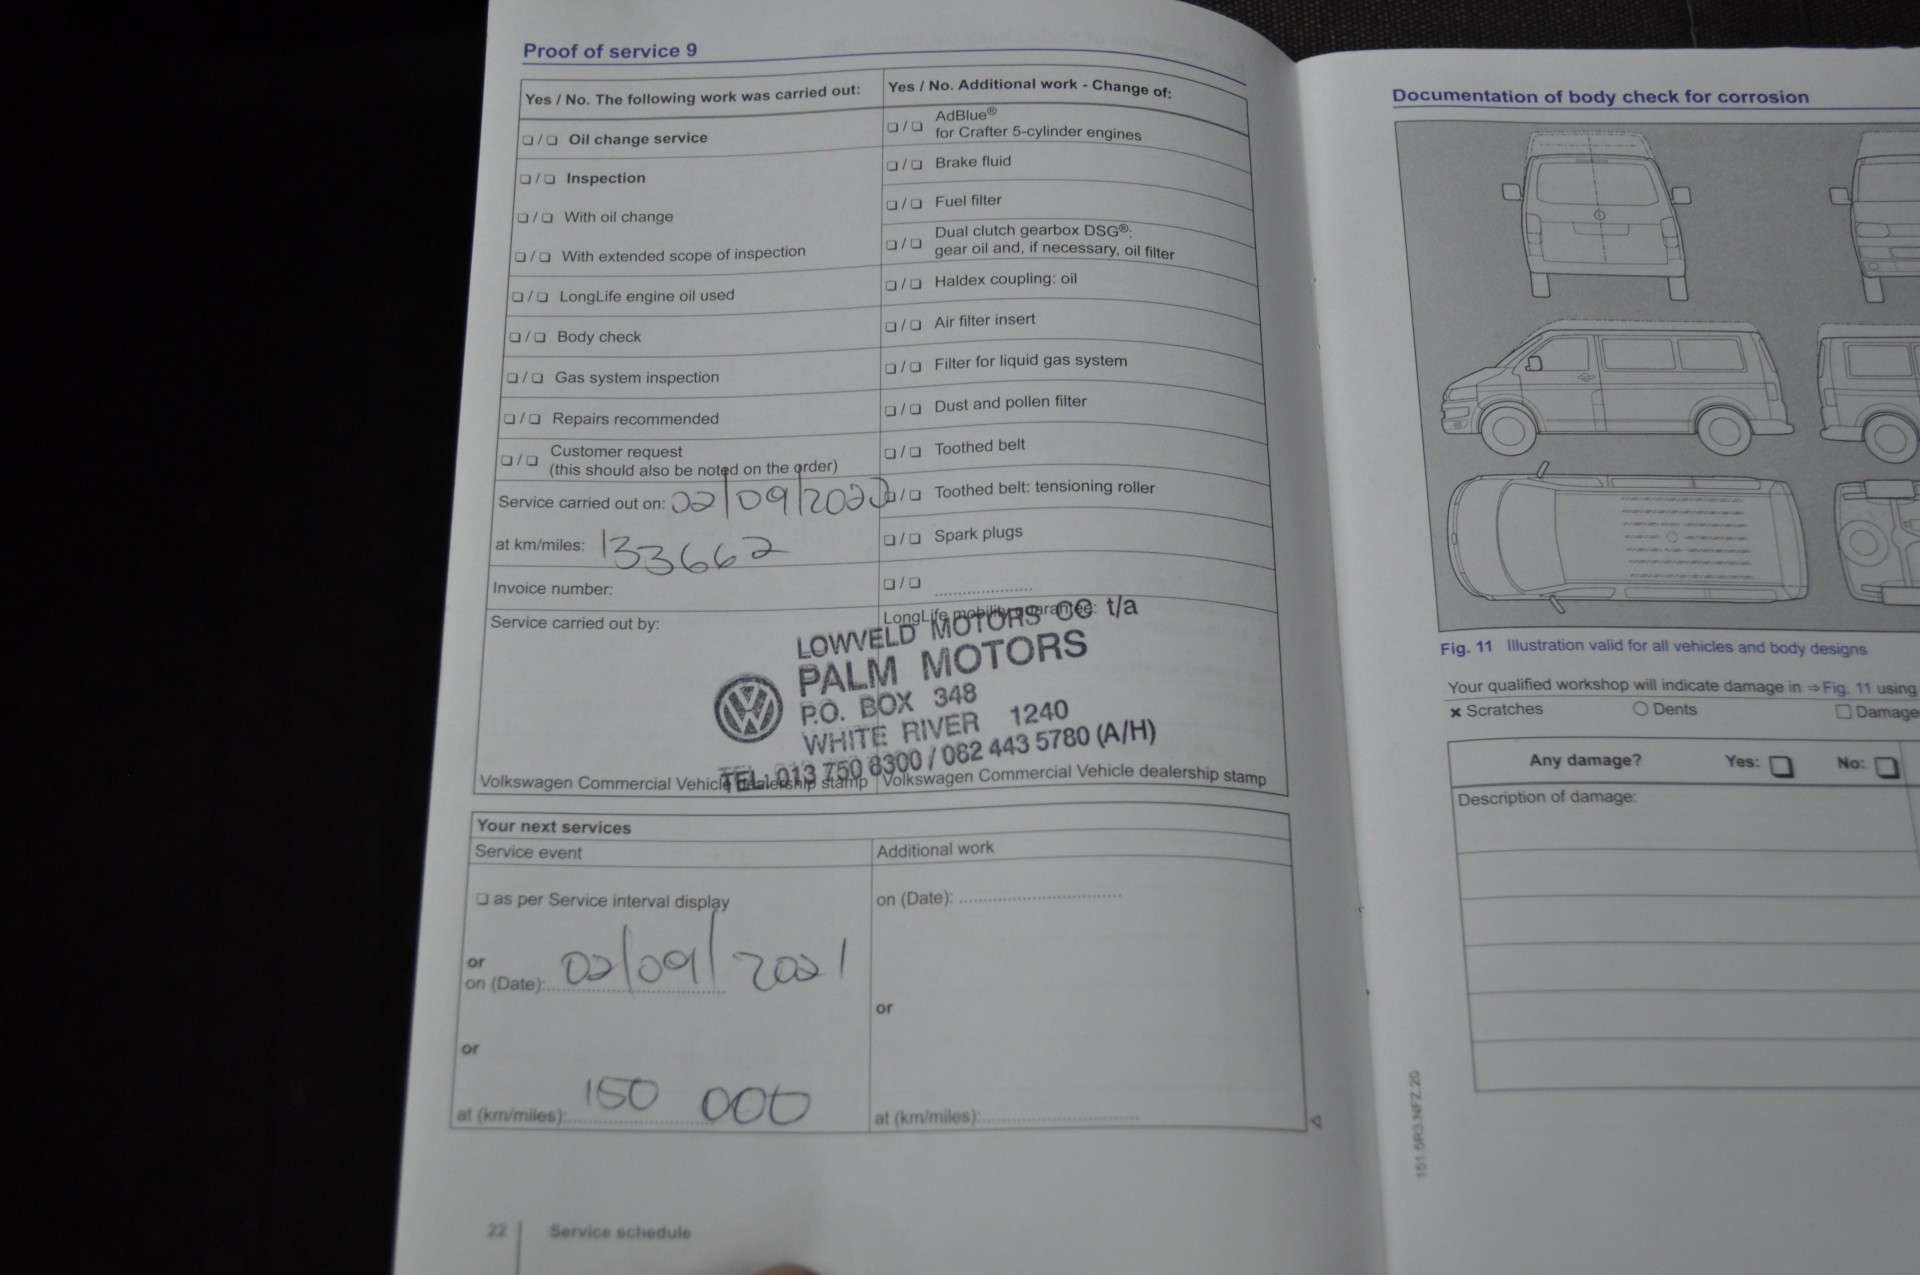 Proof of service 9
Yes / No. The following work was carried out:
❑ / ❑ Oil change service
❑ / ❑ Inspection
❑ / ❑ With oil change
❑ / ❑ With extended scope of inspection
❑ / ❑ LongLife engine oil used
❑ / ❑ Body check
❑ / ❑ Gas system inspection
❑ / ❑ Repairs recommended
❑ / ❑ Customer request
(this should also be noted on the order)
Service carried out on: 02/09/2020
at km/miles: 133662
Invoice number:
Service carried out by:
Volkswagen Commercial Vehicle dealership stamp
Yes / No. Additional work - Change of:
❑ / ❑ AdBlue®
for Crafter 5-cylinder engines
❑ / ❑ Brake fluid
❑ / ❑ Fuel filter
❑ / ❑ Dual clutch gearbox DSG®:
gear oil and, if necessary, oil filter
❑ / ❑ Haldex coupling: oil
❑ / ❑ Air filter insert
❑ / ❑ Filter for liquid gas system
❑ / ❑ Dust and pollen filter
❑ / ❑ Toothed belt
❑ / ❑ Toothed belt: tensioning roller
❑ / ❑ Spark plugs
❑ / ❑ ....................
LongLife mobility guarantee:
LOWVELD MOTORS CC t/a
PALM MOTORS
P.O. BOX 348
WHITE RIVER 1240
TEL 013 750 8300 / 082 443 5780 (A/H)
Volkswagen Commercial Vehicle dealership stamp
Your next services
Service event
❑ as per Service interval display
or
on (Date): 02/09/2021
or
at (km/miles): 150 000
Additional work
on (Date):
or
at (km/miles):
22 Service schedule
Documentation of body check for corrosion
Fig. 11 Illustration valid for all vehicles and body designs
Your qualified workshop will indicate damage in ⇒ Fig. 11 using
× Scratches
○ Dents
☐ Damage
Any damage? Yes: ❑ No: ❑
Description of damage:
151.5R3.NFZ.20